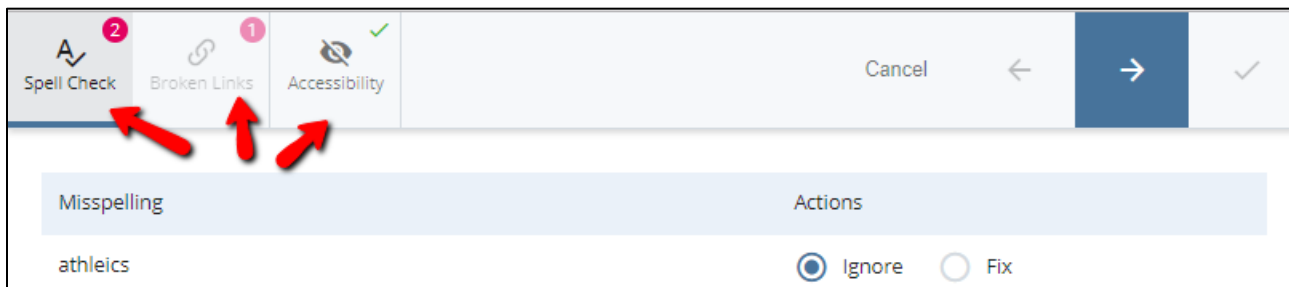 2
1
Spell Check
Broken Links
Accessibility
Cancel
Misspelling
Actions
athleics
Ignore
Fix